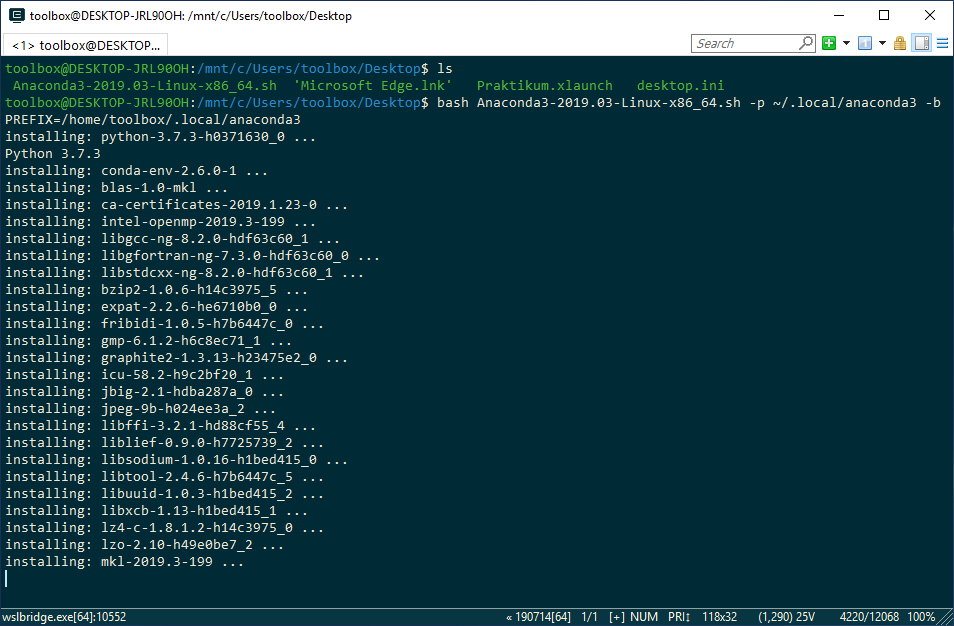 toolbox@DESKTOP-JRL90OH: /mnt/c/Users/toolbox/Desktop
<1> toolbox@DESKTOP...
Search
toolbox@DESKTOP-JRL90OH:/mnt/c/Users/toolbox/Desktop$ ls
 Anaconda3-2019.03-Linux-x86_64.sh  'Microsoft Edge.lnk'   Praktikum.xlaunch   desktop.ini
toolbox@DESKTOP-JRL90OH:/mnt/c/Users/toolbox/Desktop$ bash Anaconda3-2019.03-Linux-x86_64.sh -p ~/.local/anaconda3 -b
PREFIX=/home/toolbox/.local/anaconda3
installing: python-3.7.3-h0371630_0 ...
Python 3.7.3
installing: conda-env-2.6.0-1 ...
installing: blas-1.0-mkl ...
installing: ca-certificates-2019.1.23-0 ...
installing: intel-openmp-2019.3-199 ...
installing: libgcc-ng-8.2.0-hdf63c60_1 ...
installing: libgfortran-ng-7.3.0-hdf63c60_0 ...
installing: libstdcxx-ng-8.2.0-hdf63c60_1 ...
installing: bzip2-1.0.6-h14c3975_5 ...
installing: expat-2.2.6-he6710b0_0 ...
installing: fribidi-1.0.5-h7b6447c_0 ...
installing: gmp-6.1.2-h6c8ec71_1 ...
installing: graphite2-1.3.13-h23475e2_0 ...
installing: icu-58.2-h9c2bf20_1 ...
installing: jbig-2.1-hdba287a_0 ...
installing: jpeg-9b-h024ee3a_2 ...
installing: libffi-3.2.1-hd88cf55_4 ...
installing: liblief-0.9.0-h7725739_2 ...
installing: libsodium-1.0.16-h1bed415_0 ...
installing: libtool-2.4.6-h7b6447c_5 ...
installing: libuuid-1.0.3-h1bed415_2 ...
installing: libxcb-1.13-h1bed415_1 ...
installing: lz4-c-1.8.1.2-h14c3975_0 ...
installing: lzo-2.10-h49e0be7_2 ...
installing: mkl-2019.3-199 ...
wslbridge.exe[64]:10552 « 190714[64] 1/1 [+] NUM PRI↕ 118x32 (1,290) 25V 4220/12068 100%